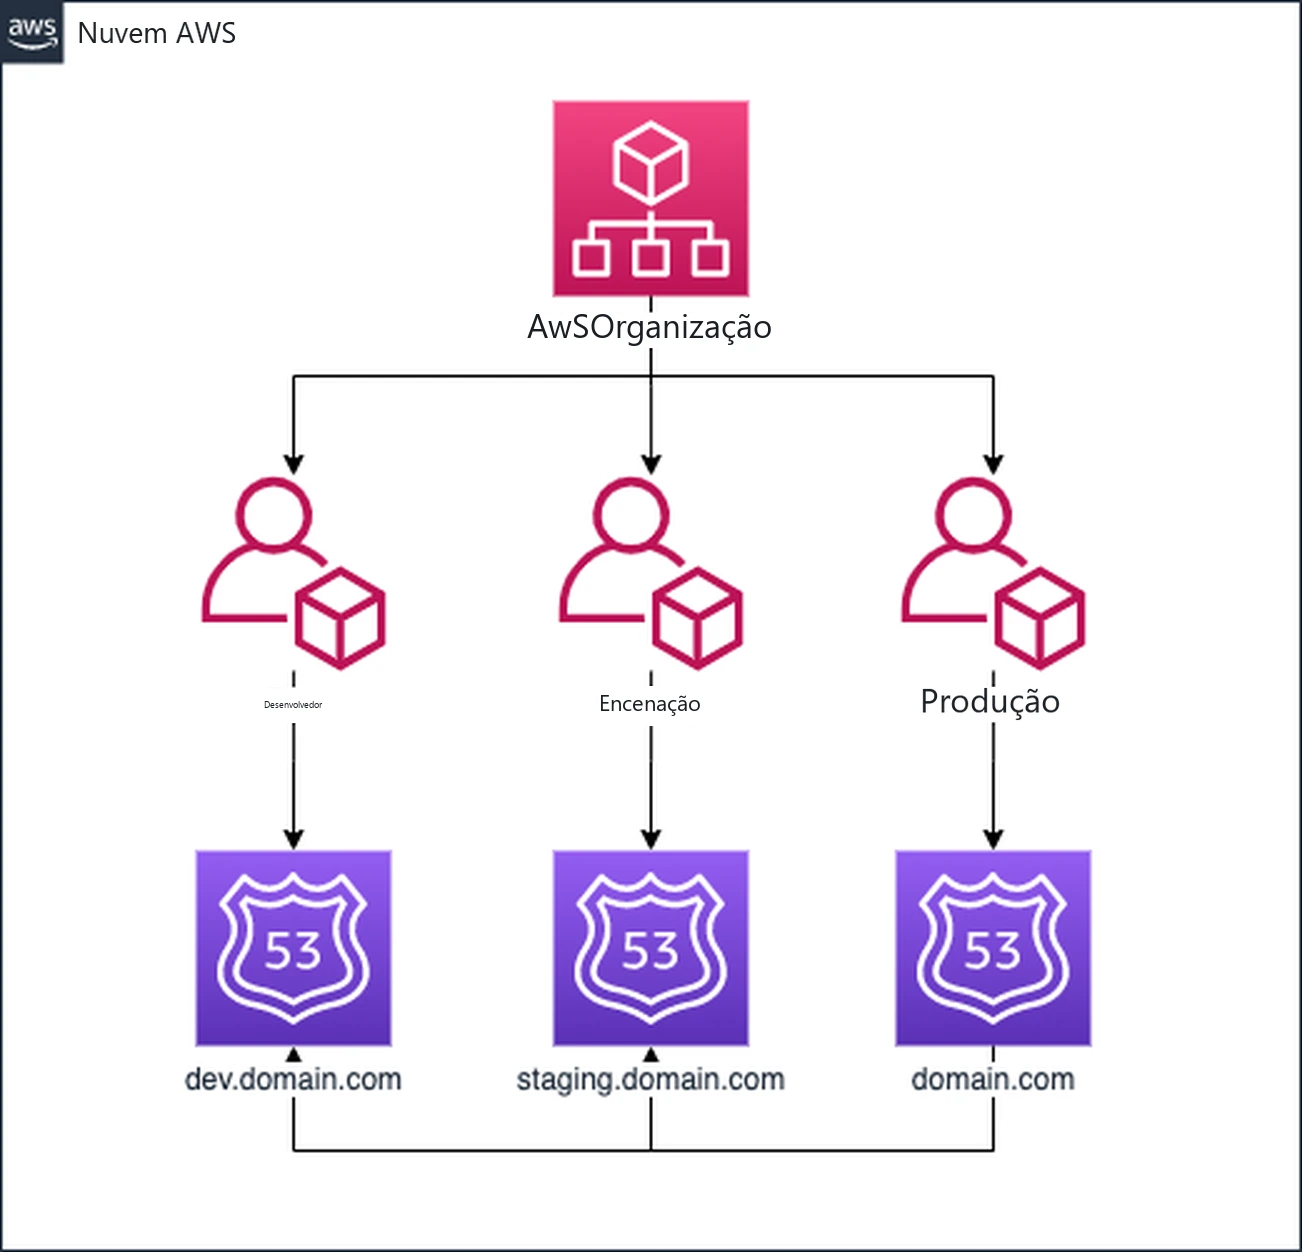 aws
Nuvem AWS
AwSOrganização
Desenvolvedor
Encenação
Produção
53
53
53
dev.domain.com
staging.domain.com
domain.com